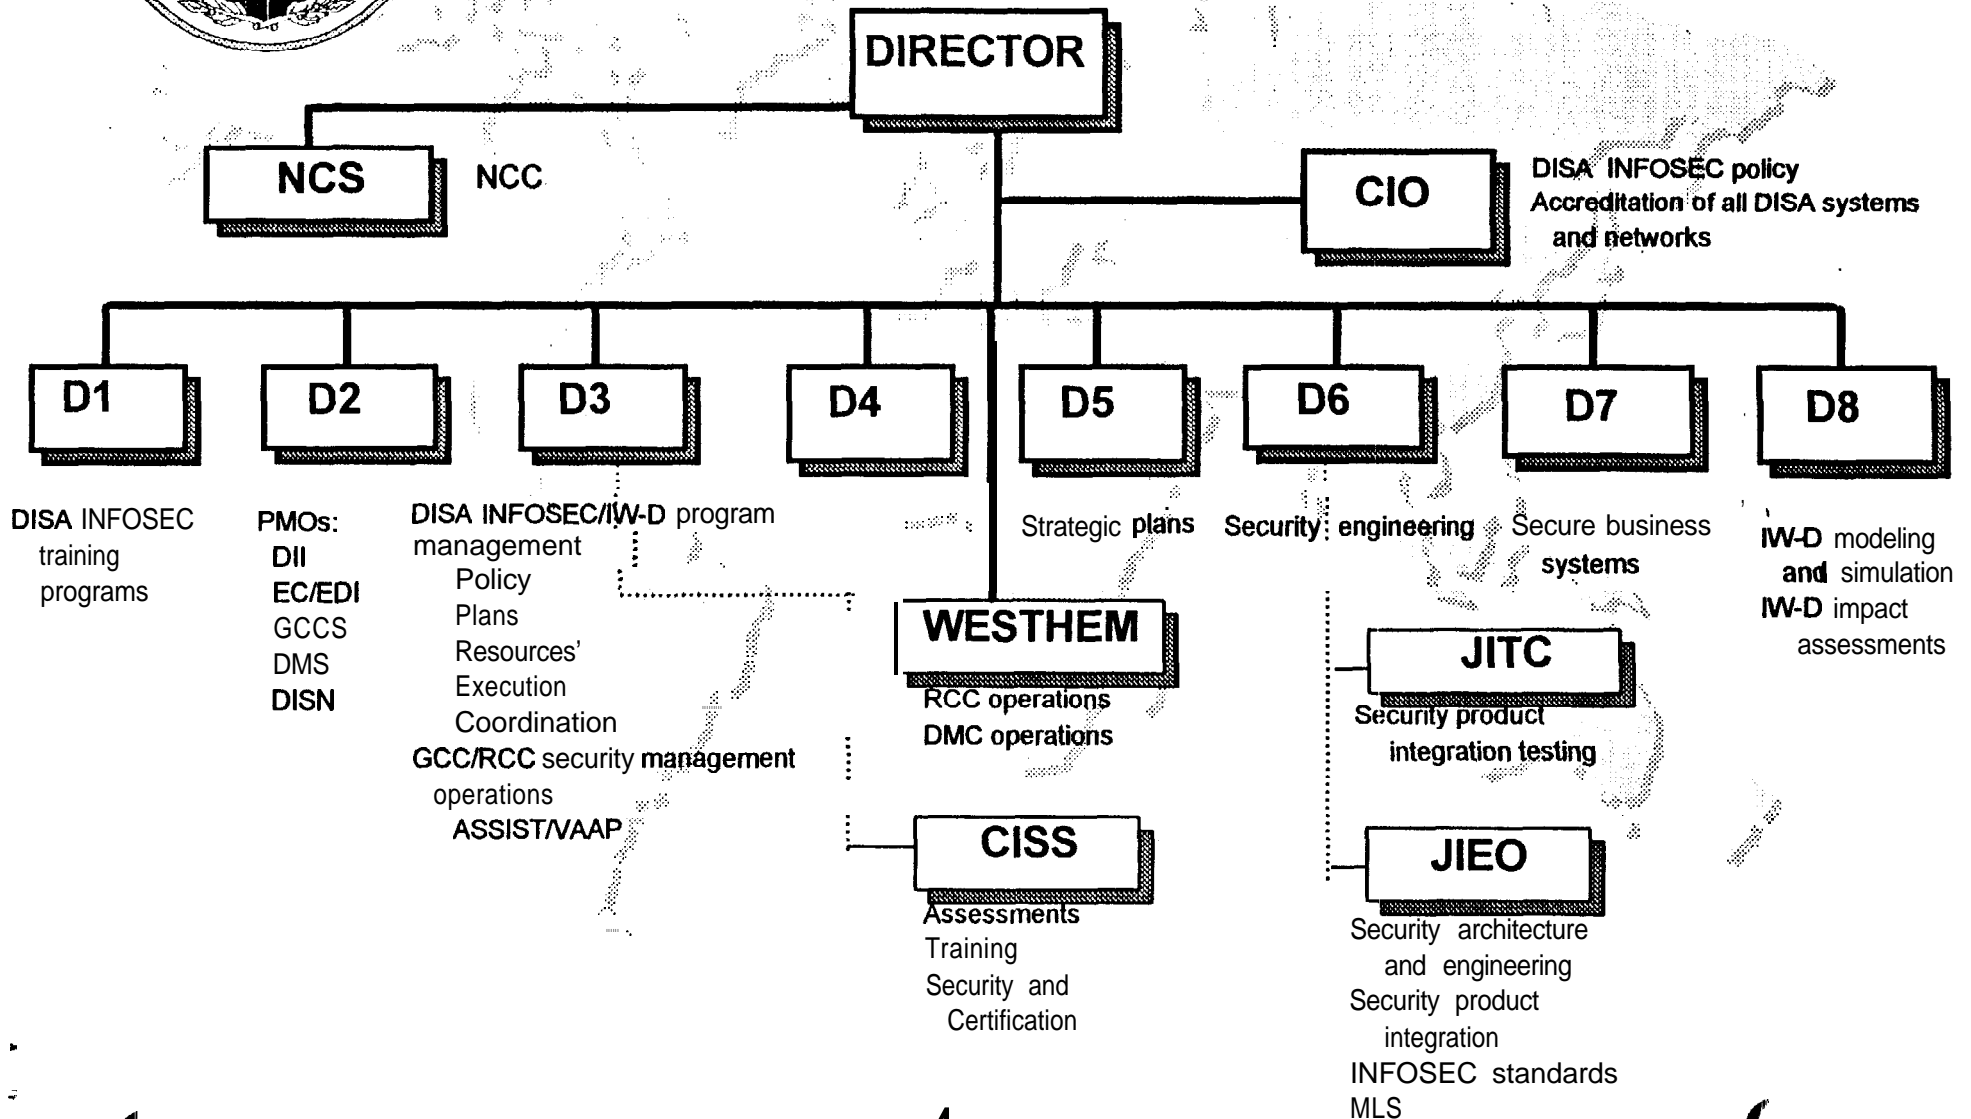 DIRECTOR
NCS
NCC
CIO
DISA INFOSEC policy
Accreditation of all DISA systems
and networks
D1
D2
D3
D4
D5
D6
D7
D8
DISA INFOSEC
training
programs
PMOs:
DII
EC/EDI
GCCS
DMS
DISN
DISA INFOSEC/IW-D program
management
Policy
Plans
Resources'
Execution
Coordination
GCC/RCC security management
operations
ASSIST/VAAP
Strategic plans
Security engineering
Secure business
systems
IW-D modeling
and simulation
IW-D impact
assessments
WESTHEM
RCC operations
DMC operations
CISS
Assessments
Training
Security and
Certification
JITC
Security product
integration testing
JIEO
Security architecture
and engineering
Security product
integration
INFOSEC standards
MLS